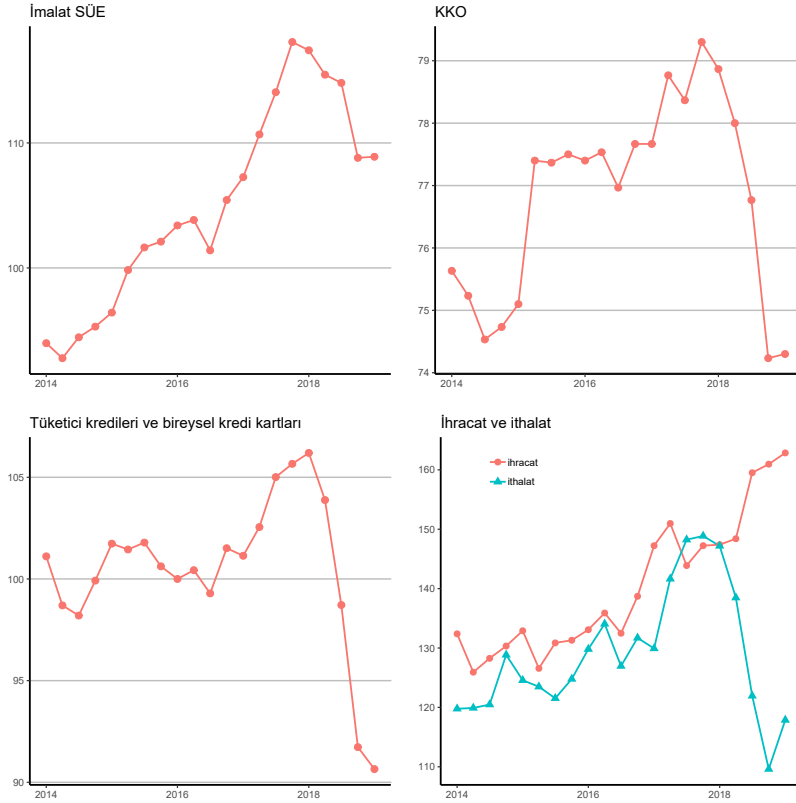 İmalat SÜE
110
100
2014 2016 2018
KKO
79
78
77
76
75
74
2014 2016 2018
Tüketici kredileri ve bireysel kredi kartları
105
100
95
90
2014 2016 2018
İhracat ve ithalat
160
150
140
130
120
110
ihracat
ithalat
2014 2016 2018